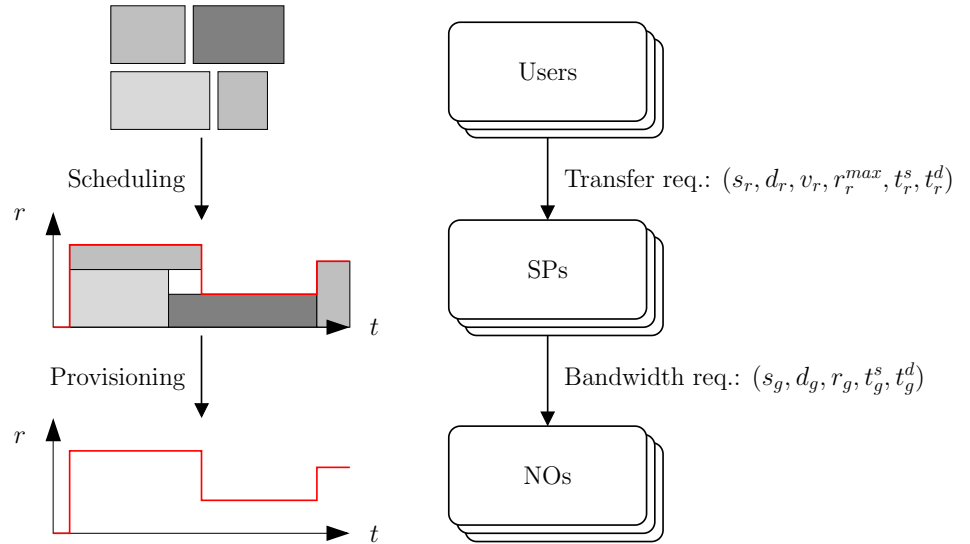 Users
Scheduling
Transfer req.: $(s_r, d_r, v_r, r_r^{max}, t_r^s, t_r^d)$
r
SPs
t
Provisioning
Bandwidth req.: $(s_g, d_g, r_g, t_g^s, t_g^d)$
r
NOs
t